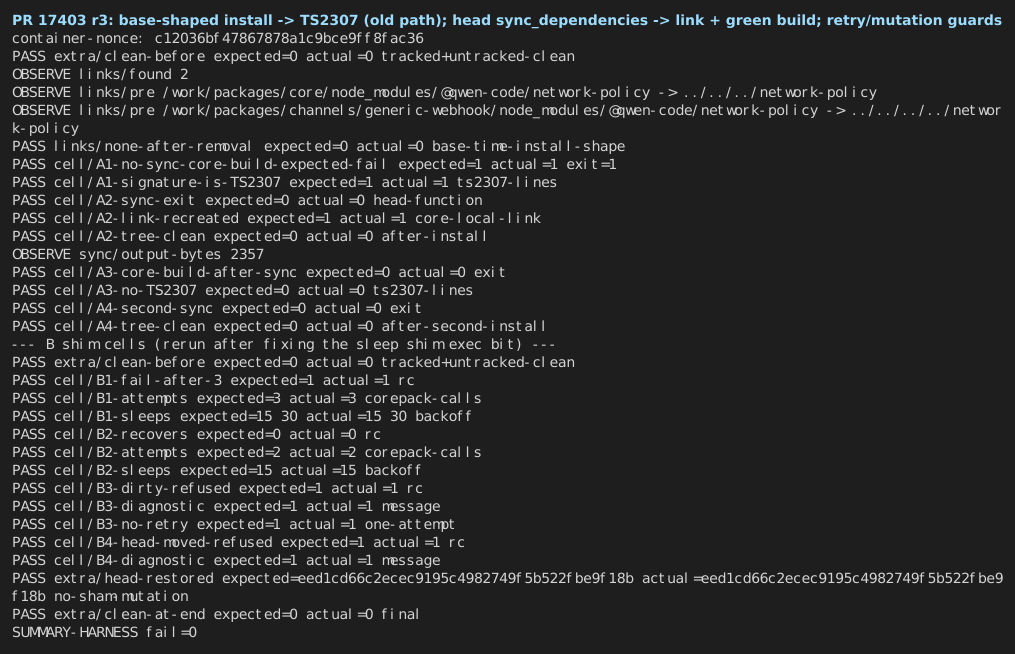 PR 17403 r3: base-shaped install -> TS2307 (old path); head sync_dependencies -> link + green build; retry/mutation guards
container-nonce: c12036bf47867878a1c9bce9ff8fac36
PASS extra/clean-before expected=0 actual=0 tracked+untracked-clean
OBSERVE links/found 2
OBSERVE links/pre /work/packages/core/node_modules/@qwen-code/network-policy -> ../../../network-policy
OBSERVE links/pre /work/packages/channels/generic-webhook/node_modules/@qwen-code/network-policy -> ../../../../networ
k-policy
PASS links/none-after-removal expected=0 actual=0 base-time-install-shape
PASS cell/A1-no-sync-core-build-expected-fail expected=1 actual=1 exit=1
PASS cell/A1-signature-is-TS2307 expected=1 actual=1 ts2307-lines
PASS cell/A2-sync-exit expected=0 actual=0 head-function
PASS cell/A2-link-recreated expected=1 actual=1 core-local-link
PASS cell/A2-tree-clean expected=0 actual=0 after-install
OBSERVE sync/output-bytes 2357
PASS cell/A3-core-build-after-sync expected=0 actual=0 exit
PASS cell/A3-no-TS2307 expected=0 actual=0 ts2307-lines
PASS cell/A4-second-sync expected=0 actual=0 exit
PASS cell/A4-tree-clean expected=0 actual=0 after-second-install
--- B shim cells (rerun after fixing the sleep shim exec bit) ---
PASS extra/clean-before expected=0 actual=0 tracked+untracked-clean
PASS cell/B1-fail-after-3 expected=1 actual=1 rc
PASS cell/B1-attempts expected=3 actual=3 corepack-calls
PASS cell/B1-sleeps expected=15 30 actual=15 30 backoff
PASS cell/B2-recovers expected=0 actual=0 rc
PASS cell/B2-attempts expected=2 actual=2 corepack-calls
PASS cell/B2-sleeps expected=15 actual=15 backoff
PASS cell/B3-dirty-refused expected=1 actual=1 rc
PASS cell/B3-diagnostic expected=1 actual=1 message
PASS cell/B3-no-retry expected=1 actual=1 one-attempt
PASS cell/B4-head-moved-refused expected=1 actual=1 rc
PASS cell/B4-diagnostic expected=1 actual=1 message
PASS extra/head-restored expected=eed1cd66c2ecec9195c4982749f5b522fbe9f18b actual=eed1cd66c2ecec9195c4982749f5b522fbe9
f18b no-sham-mutation
PASS extra/clean-at-end expected=0 actual=0 final
SUMMARY-HARNESS fail=0